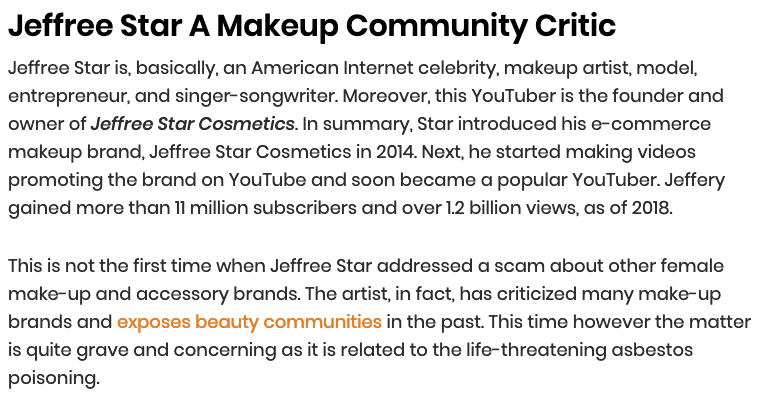 Jeffree Star A Makeup Community Critic
Jeffree Star is, basically, an American Internet celebrity, makeup artist, model,
entrepreneur, and singer-songwriter. Moreover, this YouTuber is the founder and
owner of Jeffree Star Cosmetics. In summary, Star introduced his e-commerce
makeup brand, Jeffree Star Cosmetics in 2014. Next, he started making videos
promoting the brand on YouTube and soon became a popular YouTuber. Jeffery
gained more than 11 million subscribers and over 1.2 billion views, as of 2018.
This is not the first time when Jeffree Star addressed a scam about other female
make-up and accessory brands. The artist, in fact, has criticized many make-up
brands and exposes beauty communities in the past. This time however the matter
is quite grave and concerning as it is related to the life-threatening asbestos
poisoning.